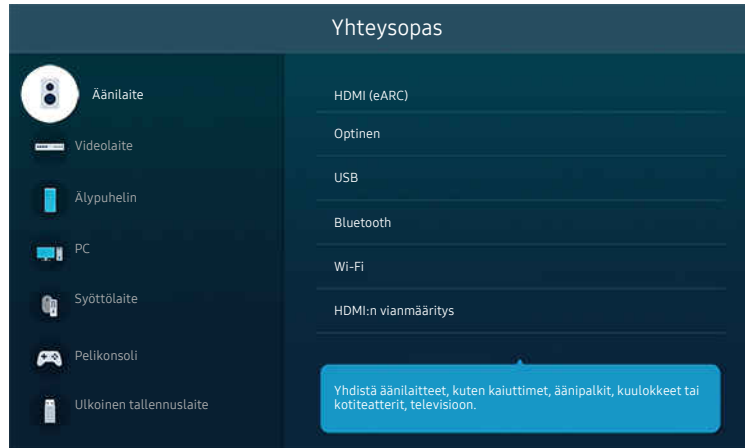 Yhteysopas
Äänilaite
Videolaite
Älypuhelin
PC
Syöttölaite
Pelikonsoli
Ulkoinen tallennuslaite
HDMI (eARC)
Optinen
USB
Bluetooth
Wi-Fi
HDMI:n vianmääritys
Yhdistä äänilaitteet, kuten kaiuttimet, äänipalkit, kuulokkeet tai
kotiteatterit, televisioon.